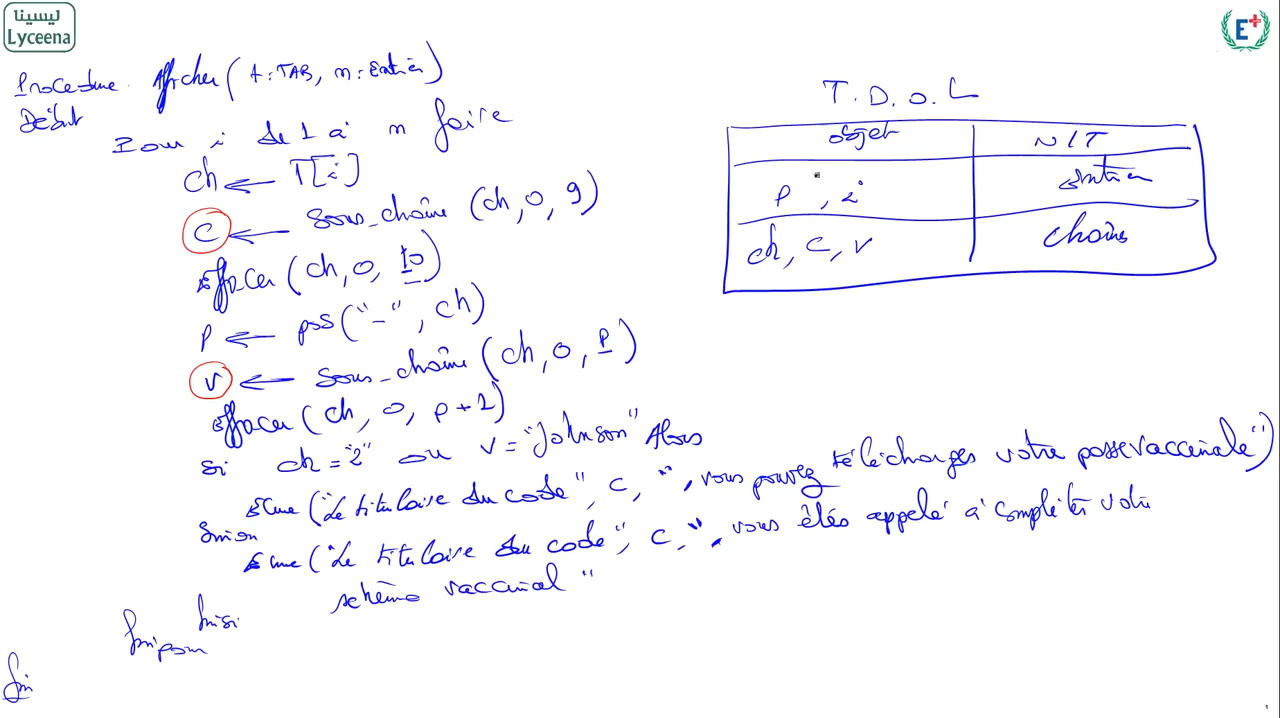 ليسينا
Lyceena
E+
Procedure Afficher (A : TAB, n : Entier)
Début
Pour i de 1 à n faire
ch ← T[i]
c ← sous_chaîne (ch, 0, 9)
Effacer (ch, 0, 10)
p ← pos("-", ch)
v ← sous_chaîne (ch, 0, p)
Effacer (ch, 0, p+1)
si ch = "2" ou v = "Johnson" Alors
Ecrire ("Le titulaire du code", c, ", vous pouvez télécharger votre passe vaccinale")
Sinon
Ecrire ("Le titulaire du code", c, ", vous êtes appelé à compléter votre
schéma vaccinal "
finsi
finpour
fin
T.D.O.L
objet N/T
p, i entier
ch, c, v chaîne
1